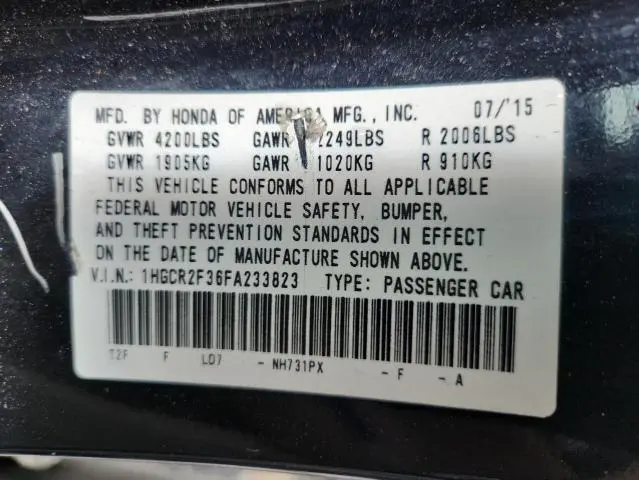 MFD. BY HONDA OF AMERICA MFG., INC. 07/'15
GVWR 4200LBS GAWR 2249LBS R 2006LBS
GVWR 1905KG GAWR 1020KG R 910KG
THIS VEHICLE CONFORMS TO ALL APPLICABLE
FEDERAL MOTOR VEHICLE SAFETY, BUMPER,
AND THEFT PREVENTION STANDARDS IN EFFECT
ON THE DATE OF MANUFACTURE SHOWN ABOVE.
V.I.N.: 1HGCR2F36FA233823 TYPE: PASSENGER CAR
T2F F LD7 - NH731PX - F - A